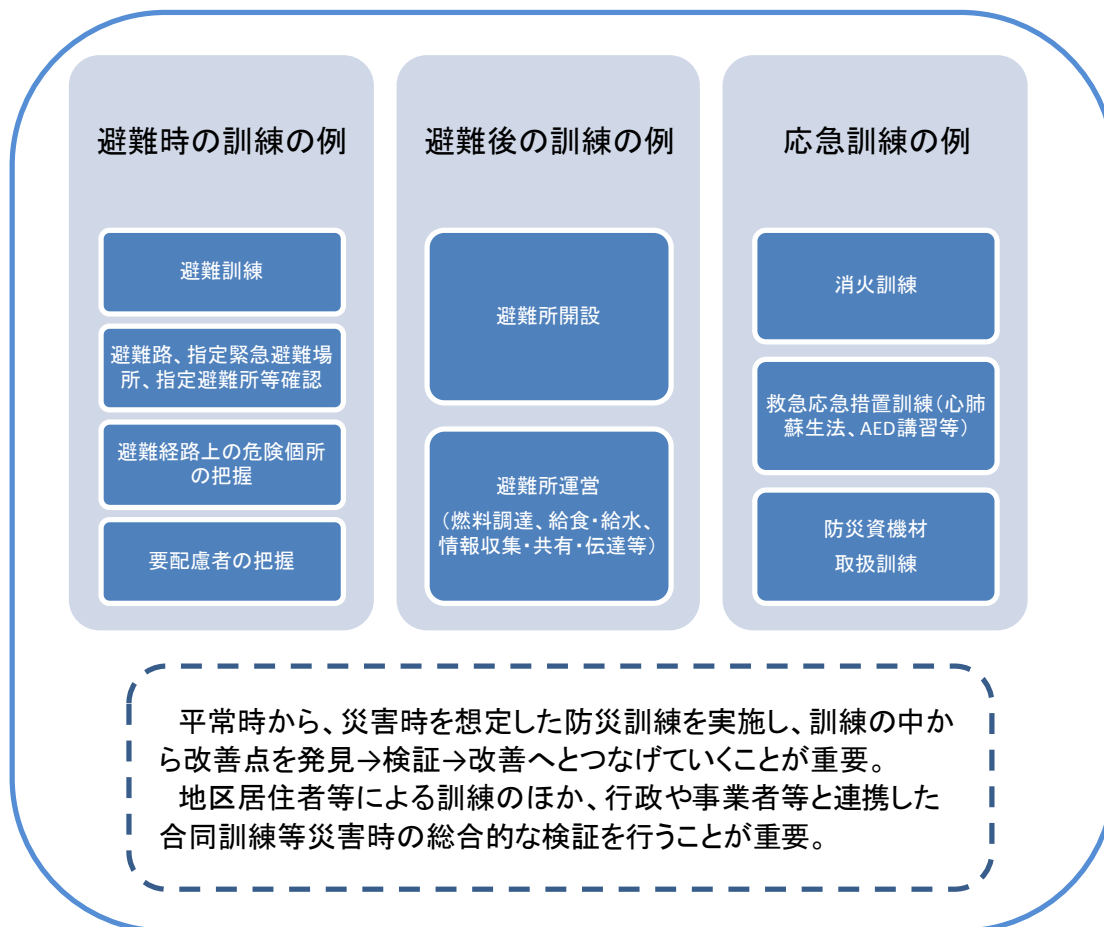 避難時の訓練の例
避難訓練
避難路、指定緊急避難場
所、指定避難所等確認
避難経路上の危険個所
の把握
要配慮者の把握
避難後の訓練の例
避難所開設
避難所運営
（燃料調達、給食・給水、
情報収集・共有・伝達等）
応急訓練の例
消火訓練
救急応急措置訓練（心肺
蘇生法、AED講習等）
防災資機材
取扱訓練
平常時から、災害時を想定した防災訓練を実施し、訓練の中か
ら改善点を発見→検証→改善へとつなげていくことが重要。
地区居住者等による訓練のほか、行政や事業者等と連携した
合同訓練等災害時の総合的な検証を行うことが重要。